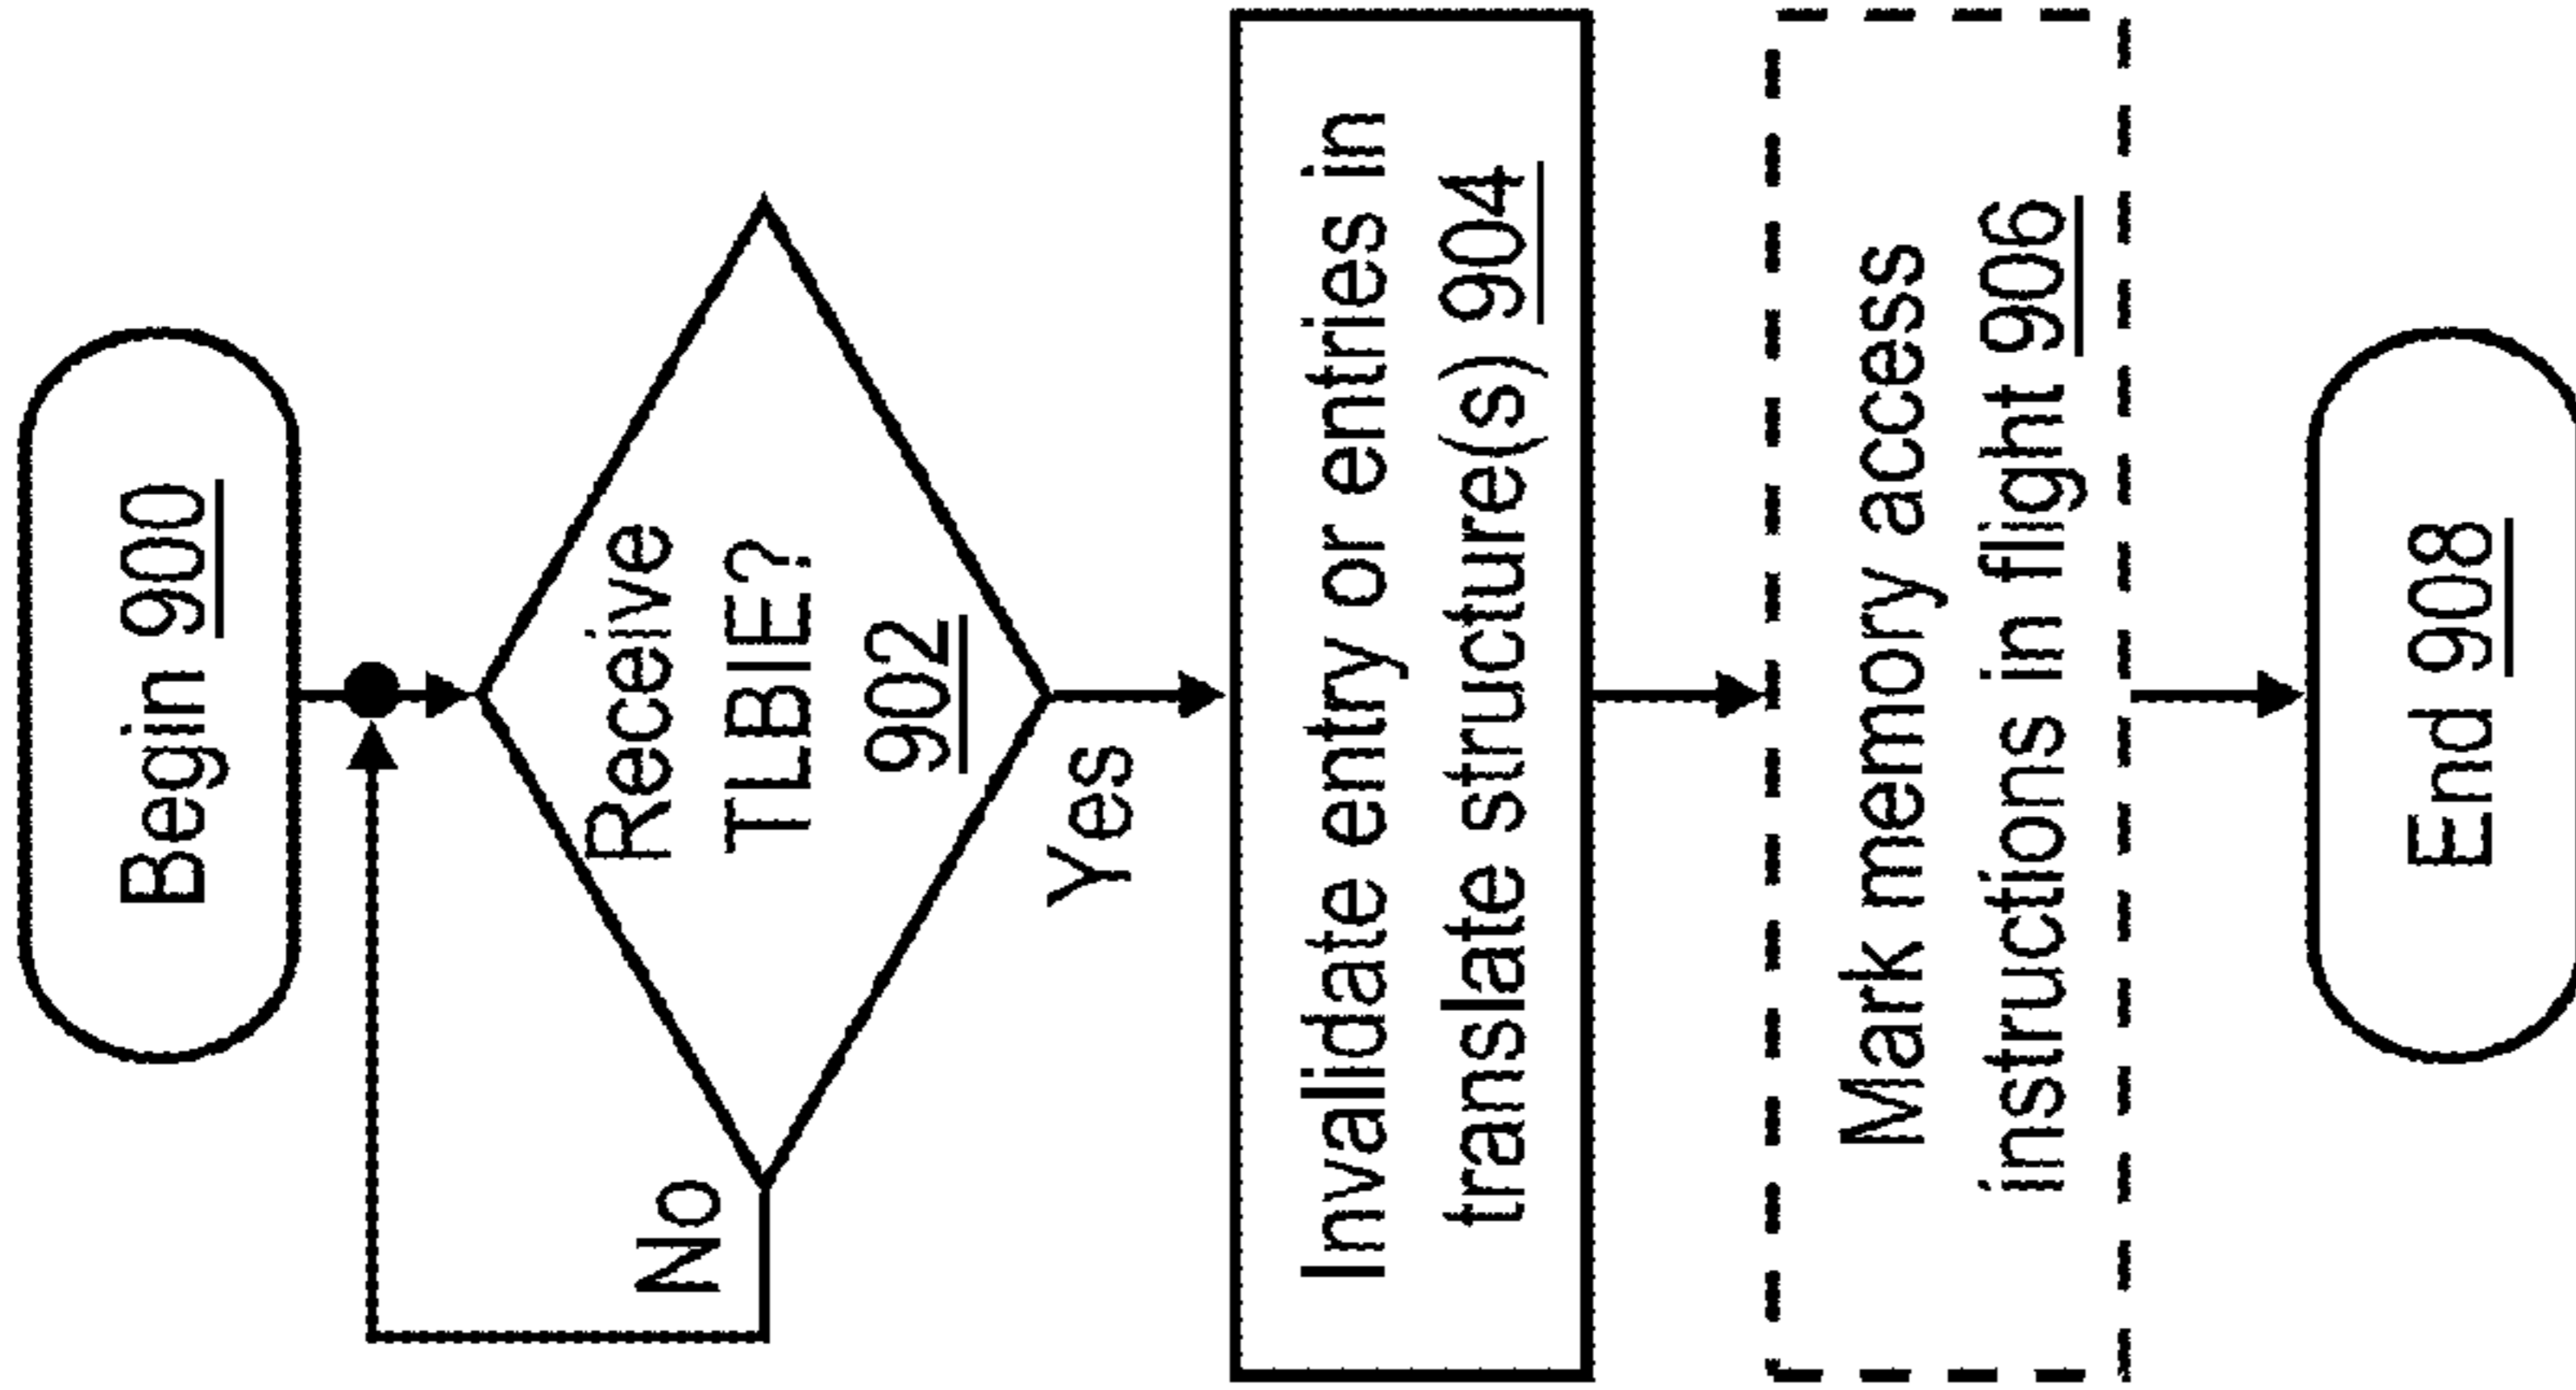 Begin 900
Receive
TLBIE?
902
No
Yes
Invalidate entry or entries in
translate structure(s) 904
Mark memory access
instructions in flight 906
End 908